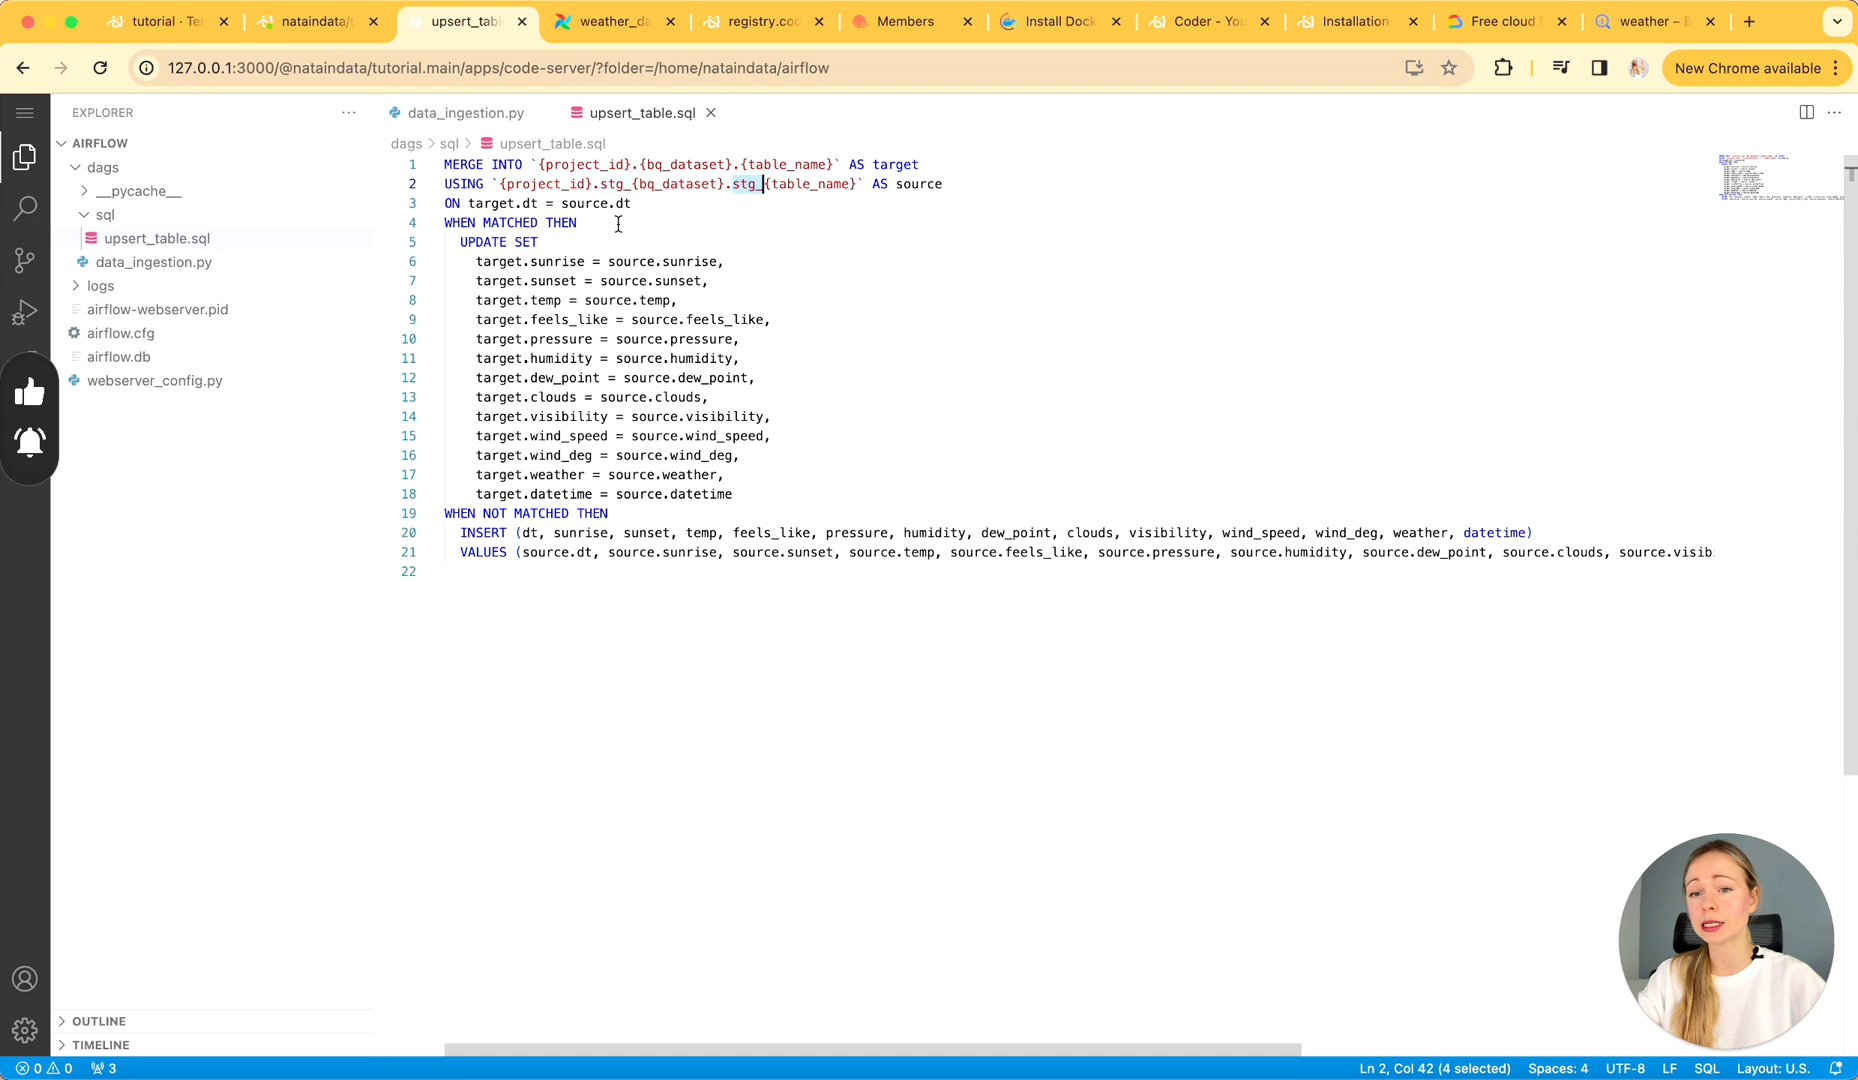 tutorial · Ter
nataindata/t
upsert_table
weather_da
registry.cod
Members
Install Dock
Coder - You
Installation
Free cloud
weather – B
127.0.0.1:3000/@nataindata/tutorial.main/apps/code-server/?folder=/home/nataindata/airflow
New Chrome available
EXPLORER
data_ingestion.py
upsert_table.sql
AIRFLOW
dags
__pycache__
sql
upsert_table.sql
data_ingestion.py
logs
airflow-webserver.pid
airflow.cfg
airflow.db
webserver_config.py
OUTLINE
TIMELINE
dags > sql > upsert_table.sql
1 MERGE INTO `{project_id}.{bq_dataset}.{table_name}` AS target
2 USING `{project_id}.stg_{bq_dataset}.stg_{table_name}` AS source
3 ON target.dt = source.dt
4 WHEN MATCHED THEN
5 UPDATE SET
6 target.sunrise = source.sunrise,
7 target.sunset = source.sunset,
8 target.temp = source.temp,
9 target.feels_like = source.feels_like,
10 target.pressure = source.pressure,
11 target.humidity = source.humidity,
12 target.dew_point = source.dew_point,
13 target.clouds = source.clouds,
14 target.visibility = source.visibility,
15 target.wind_speed = source.wind_speed,
16 target.wind_deg = source.wind_deg,
17 target.weather = source.weather,
18 target.datetime = source.datetime
19 WHEN NOT MATCHED THEN
20 INSERT (dt, sunrise, sunset, temp, feels_like, pressure, humidity, dew_point, clouds, visibility, wind_speed, wind_deg, weather, datetime)
21 VALUES (source.dt, source.sunrise, source.sunset, source.temp, source.feels_like, source.pressure, source.humidity, source.dew_point, source.clouds, source.visib
22
0 0 3
Ln 2, Col 42 (4 selected) Spaces: 4 UTF-8 LF SQL Layout: U.S.